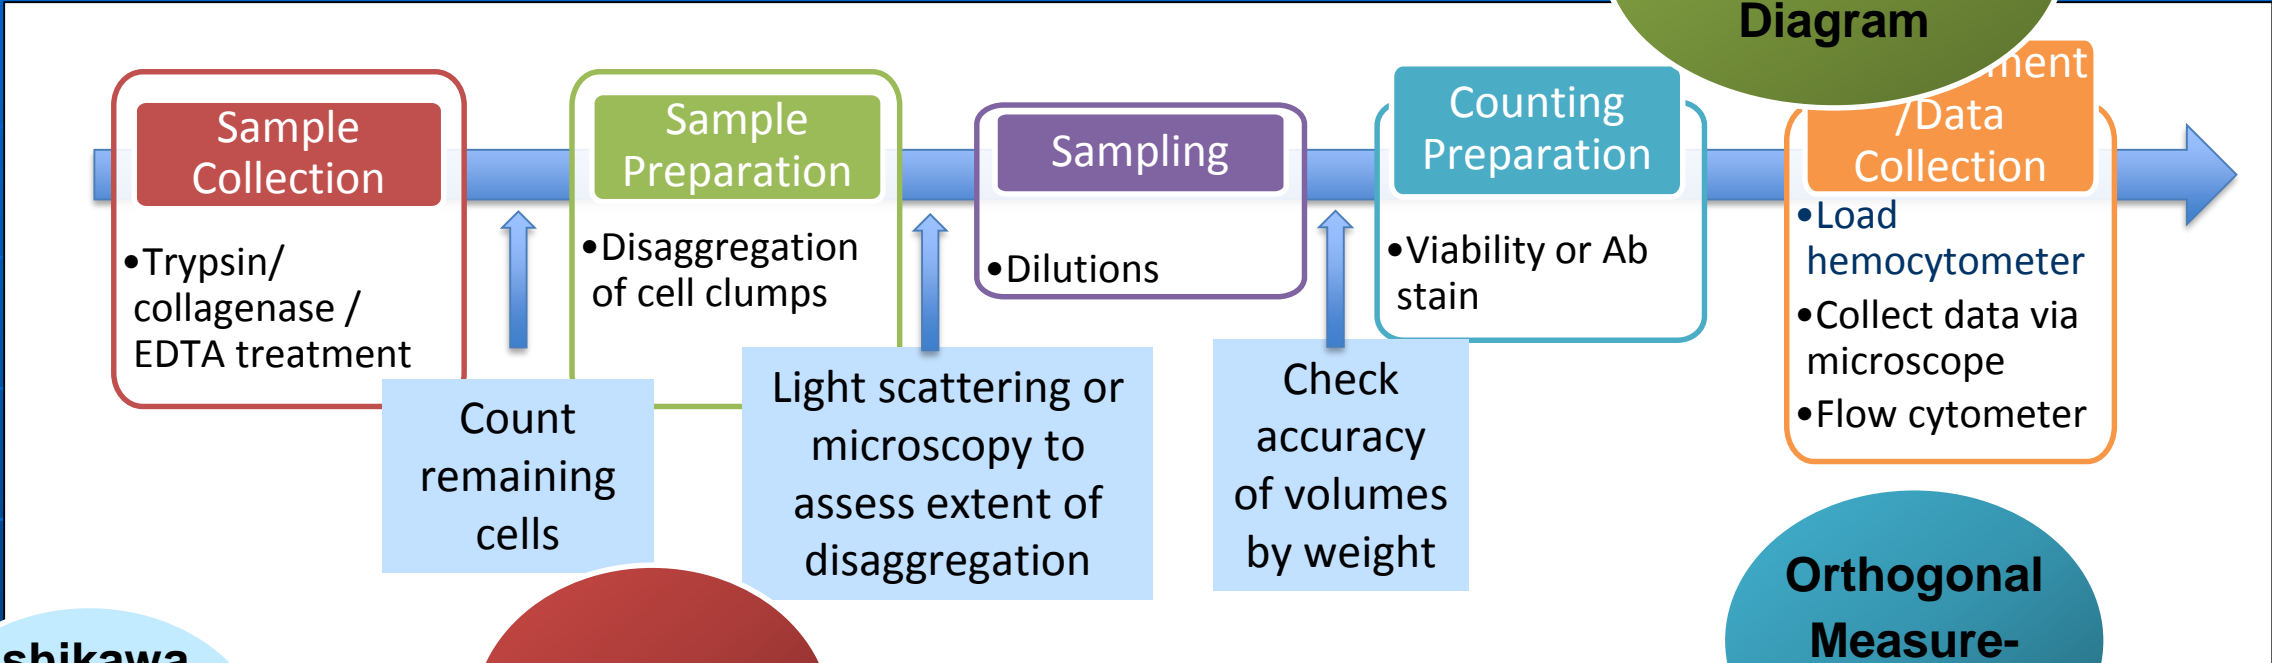 Diagram
Sample
Collection
•Trypsin/
collagenase /
EDTA treatment
Count
remaining
cells
Sample
Preparation
•Disaggregation
of cell clumps
Light scattering or
microscopy to
assess extent of
disaggregation
Sampling
•Dilutions
Check
accuracy
of volumes
by weight
Counting
Preparation
•Viability or Ab
stain
/Data
Collection
•Load
hemocytometer
•Collect data via
microscope
•Flow cytometer
Orthogonal
Measure-